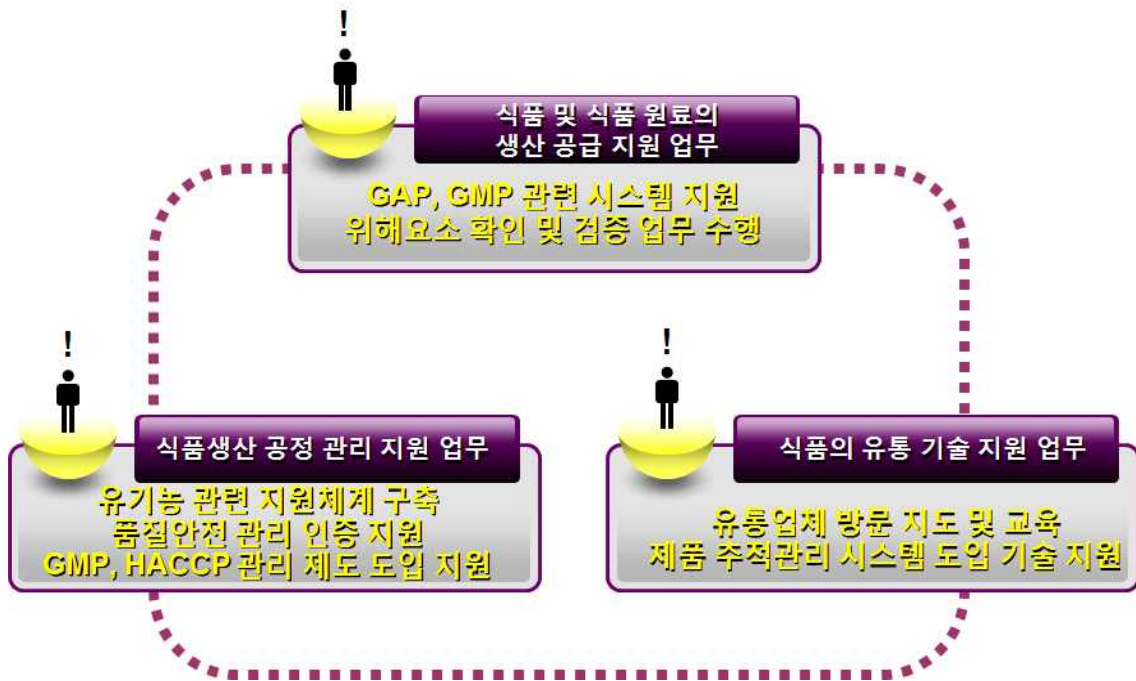 !
식품 및 식품 원료의
생산 공급 지원 업무
GAP, GMP 관련 시스템 지원
위해요소 확인 및 검증 업무 수행
!
식품생산 공정 관리 지원 업무
유기농 관련 지원체계 구축
품질안전 관리 인증 지원
GMP, HACCP 관리 제도 도입 지원
!
식품의 유통 기술 지원 업무
유통업체 방문 지도 및 교육
제품 추적관리 시스템 도입 기술 지원